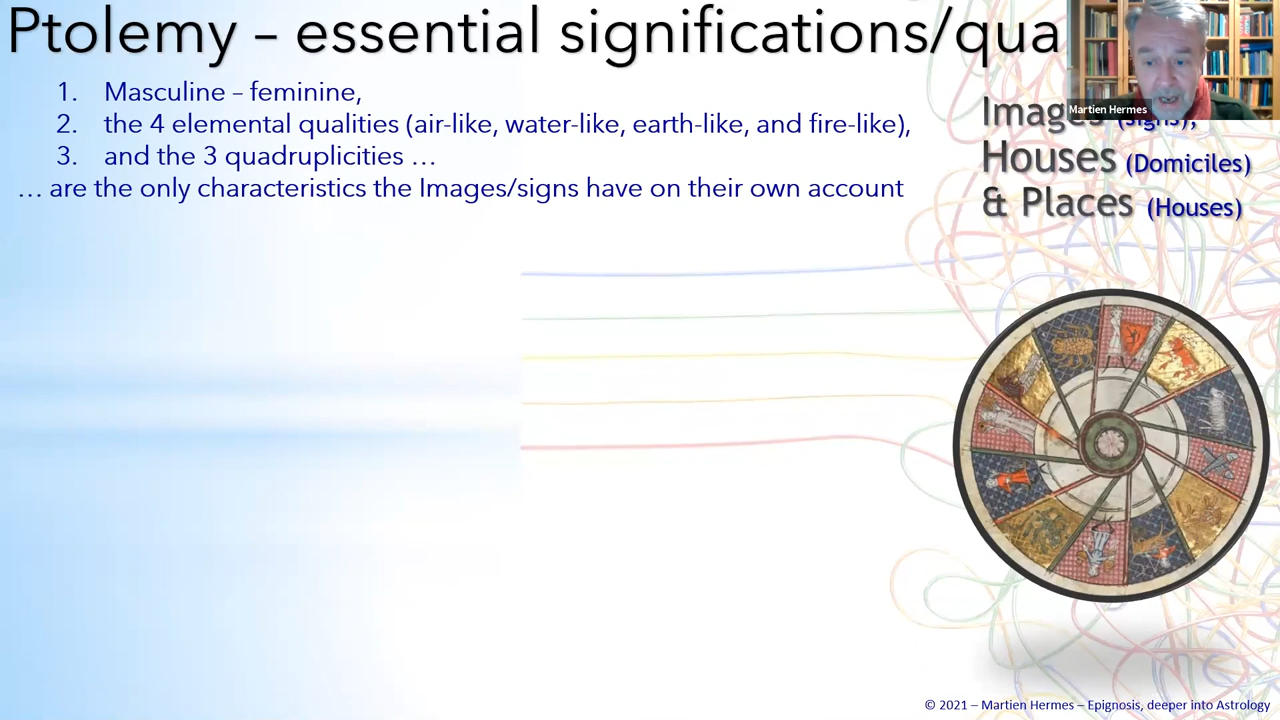 Ptolemy – essential significations/qua
1. Masculine – feminine,
2. the 4 elemental qualities (air-like, water-like, earth-like, and fire-like),
3. and the 3 quadruplicities …
… are the only characteristics the Images/signs have on their own account
Martien Hermes
Images (signs),
Houses (Domiciles)
& Places (Houses)
© 2021 – Martien Hermes – Epignosis, deeper into Astrology